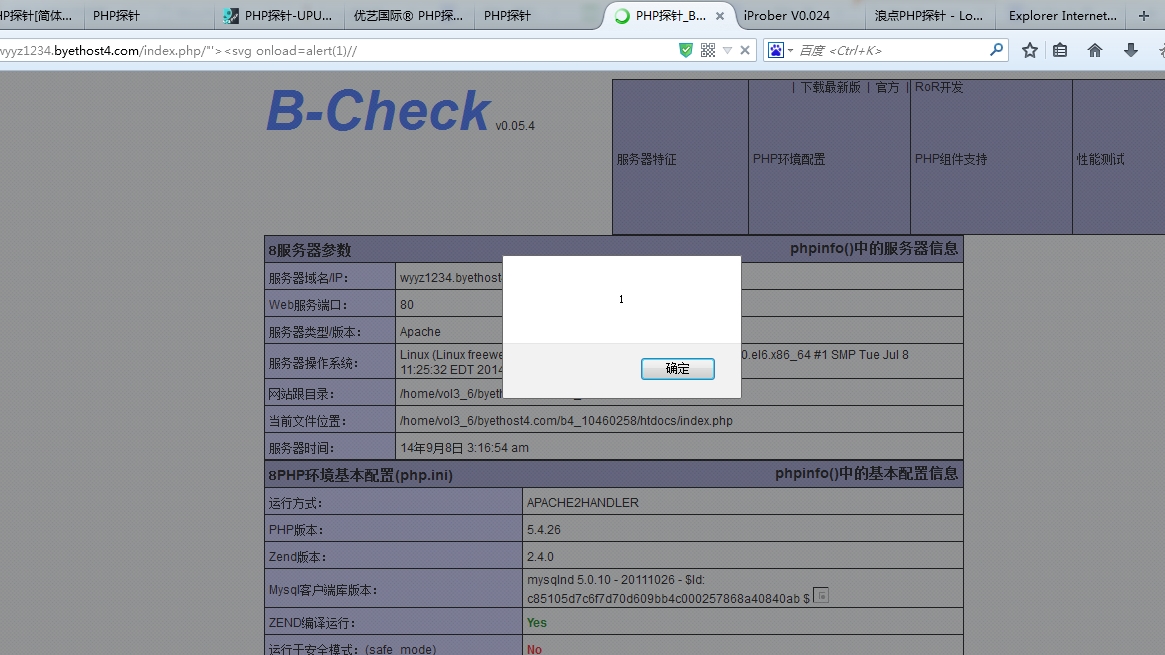 HP探针[简体... PHP探针 PHP探针-UPU... 优艺国际® PHP探... PHP探针 PHP探针_B... iProber V0.024 浪点PHP探针 - Lo... Explorer Internet...
wyyz1234.byethost4.com/index.php/"'><svg onload=alert(1)// 百度 <Ctrl+K>
B-Check v0.05.4
| 下载最新版 | 官方 | RoR开发
服务器特征 PHP环境配置 PHP组件支持 性能测试
8服务器参数 phpinfo()中的服务器信息
服务器域名/IP: wyyz1234.byethost
Web服务端口: 80
服务器类型/版本: Apache
服务器操作系统: Linux (Linux freewe 0.el6.x86_64 #1 SMP Tue Jul 8
11:25:32 EDT 2014
网站跟目录: /home/vol3_6/byeth
当前文件位置: /home/vol3_6/byethost4.com/b4_10460258/htdocs/index.php
服务器时间: 14年9月8日 3:16:54 am
1
确定
8PHP环境基本配置(php.ini) phpinfo()中的基本配置信息
运行方式: APACHE2HANDLER
PHP版本: 5.4.26
Zend版本: 2.4.0
Mysql客户端库版本: mysqlnd 5.0.10 - 20111026 - $Id:
c85105d7c6f7d70d609bb4c000257868a40840ab $
ZEND编译运行: Yes
运行于安全模式: (safe_mode) No